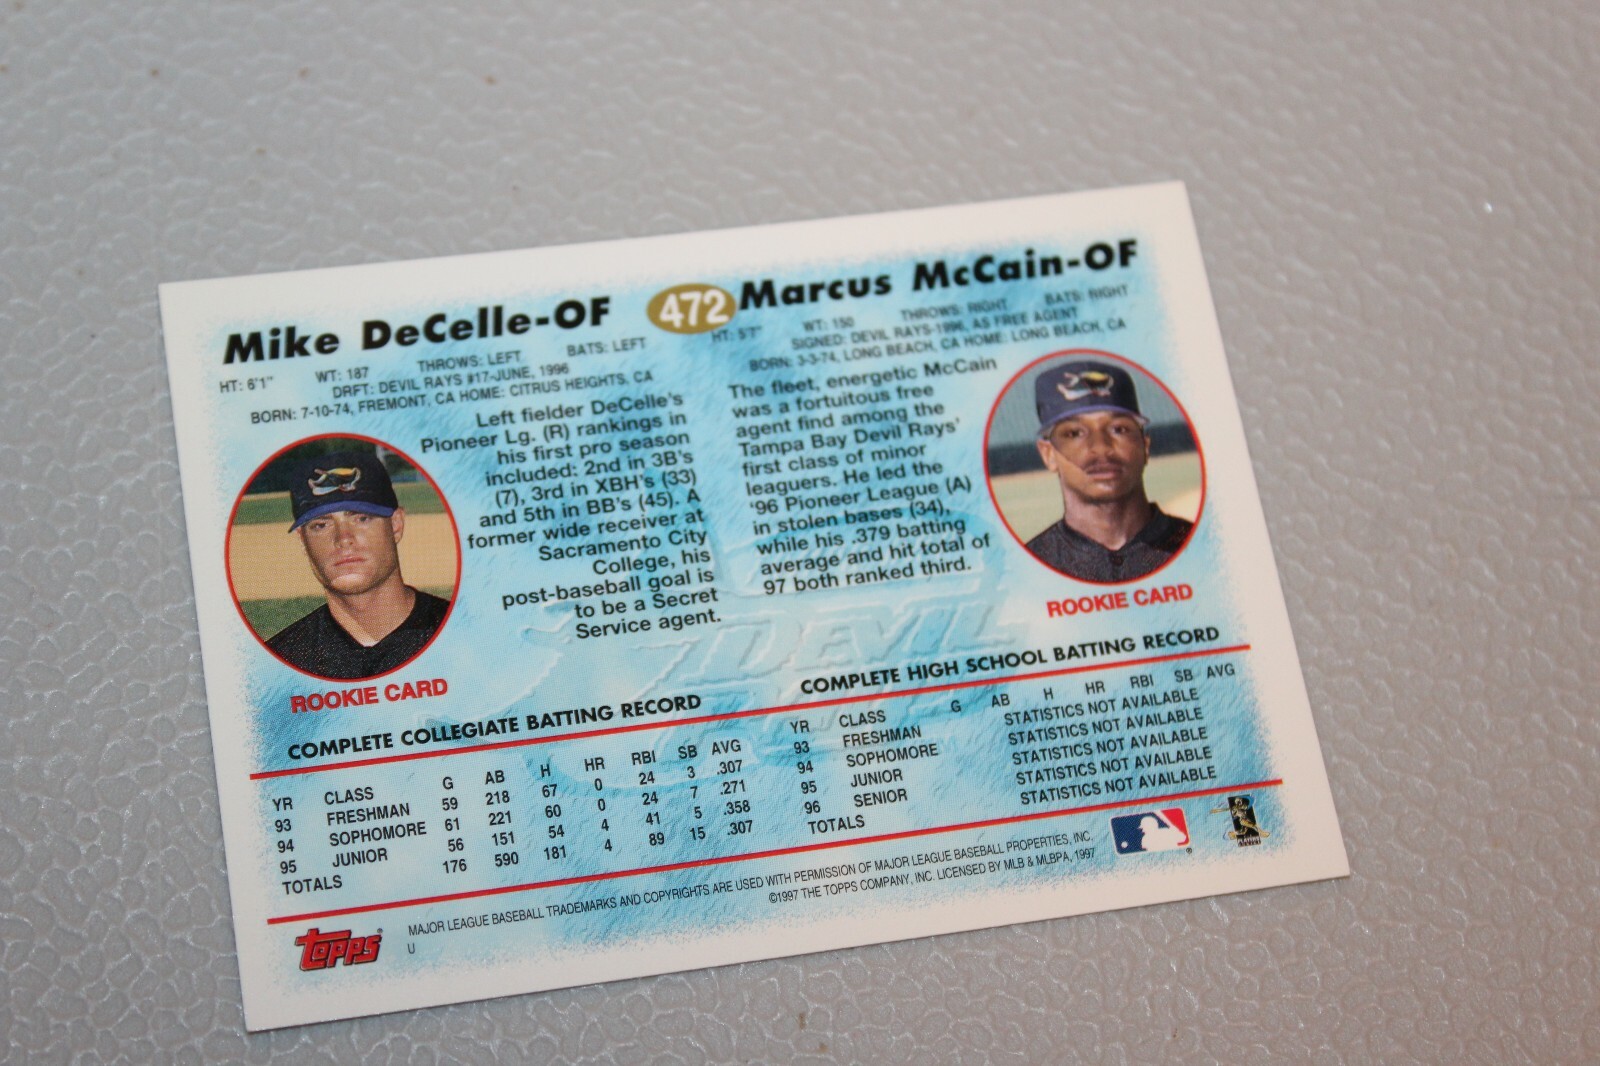 Mike DeCelle-OF
HT: 6'1" WT: 187 THROWS: LEFT BATS: LEFT
DRFT: DEVIL RAYS #17-JUNE, 1996
BORN: 7-10-74, FREMONT, CA HOME: CITRUS HEIGHTS, CA
Left fielder DeCelle's
Pioneer Lg. (R) rankings in
his first pro season
included: 2nd in 3B's
(7), 3rd in XBH's (33)
and 5th in BB's (45). A
former wide receiver at
Sacramento City
College, his
post-baseball goal is
to be a Secret
Service agent.
ROOKIE CARD
472
Marcus McCain-OF
HT: 5'7" WT: 150 THROWS: RIGHT BATS: RIGHT
SIGNED: DEVIL RAYS-1996, AS FREE AGENT
BORN: 3-3-74, LONG BEACH, CA HOME: LONG BEACH, CA
The fleet, energetic McCain
was a fortuitous free
agent find among the
Tampa Bay Devil Rays'
first class of minor
leaguers. He led the
'96 Pioneer League (A)
in stolen bases (34),
while his .379 batting
average and hit total of
97 both ranked third.
ROOKIE CARD
DEVIL
COMPLETE COLLEGIATE BATTING RECORD
YR CLASS G AB H HR RBI SB AVG
93 FRESHMAN 59 218 67 0 24 3 .307
94 SOPHOMORE 61 221 60 0 24 7 .271
95 JUNIOR 56 151 54 4 41 5 .358
TOTALS 176 590 181 4 89 15 .307
COMPLETE HIGH SCHOOL BATTING RECORD
YR CLASS G AB H HR RBI SB AVG
93 FRESHMAN STATISTICS NOT AVAILABLE
94 SOPHOMORE STATISTICS NOT AVAILABLE
95 JUNIOR STATISTICS NOT AVAILABLE
96 SENIOR STATISTICS NOT AVAILABLE
TOTALS STATISTICS NOT AVAILABLE
Topps
MAJOR LEAGUE BASEBALL TRADEMARKS AND COPYRIGHTS ARE USED WITH PERMISSION OF MAJOR LEAGUE BASEBALL PROPERTIES, INC.
U ©1997 THE TOPPS COMPANY, INC. LICENSED BY MLB & MLBPA, 1997